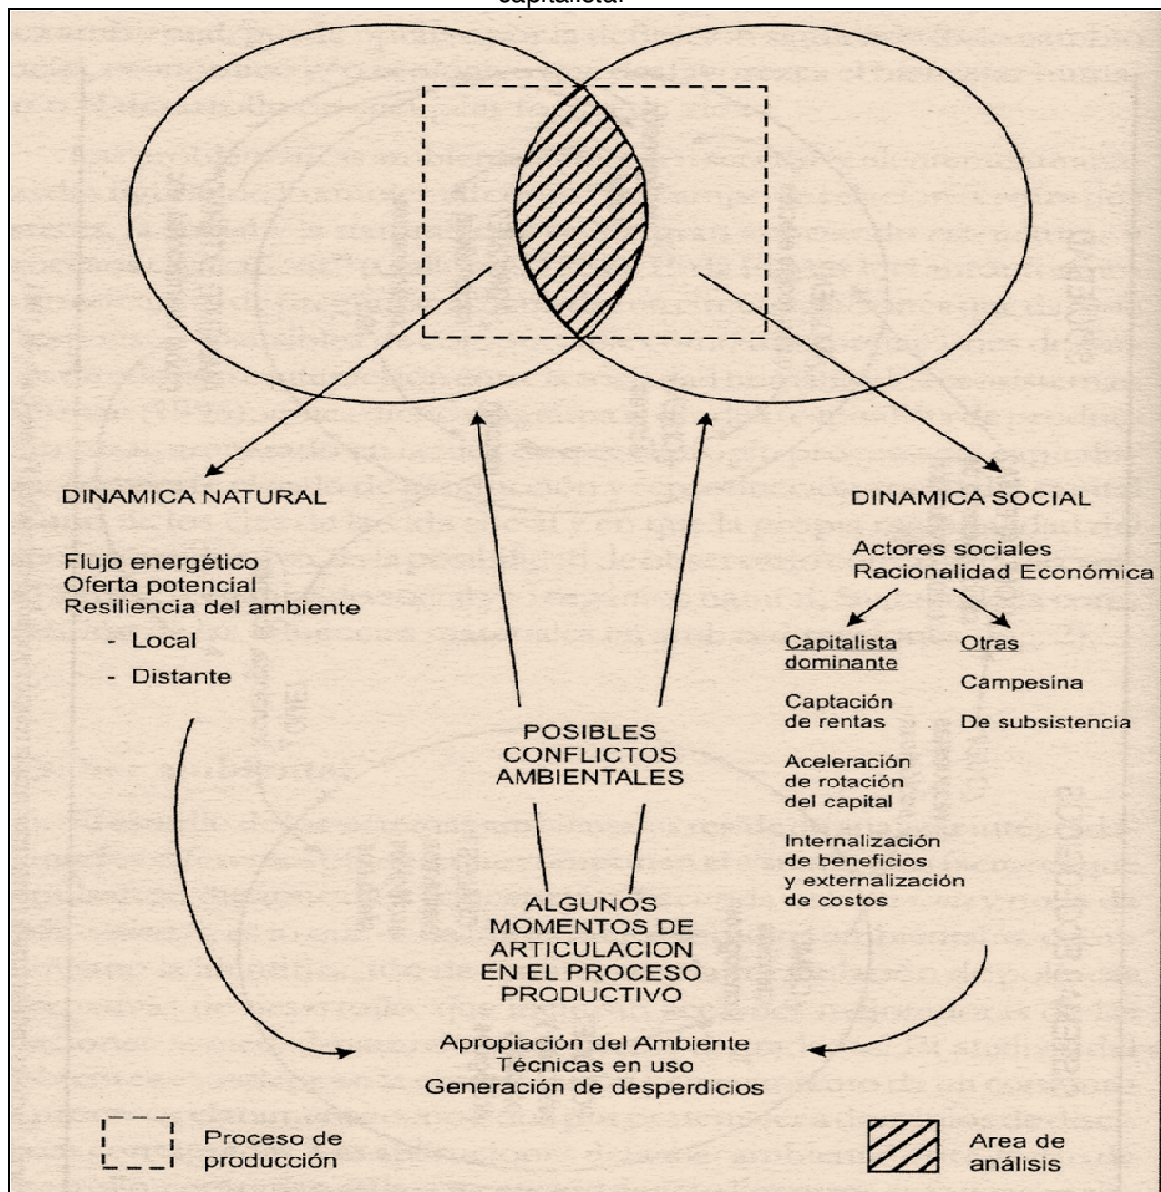 capitalista.
DINAMICA NATURAL
Flujo energético
Oferta potencial
Resiliencia del ambiente
- Local
- Distante
DINAMICA SOCIAL
Actores sociales
Racionalidad Económica
Capitalista
dominante
Captación
de rentas
Aceleración
de rotación
del capital
Internalización
de beneficios
y externalización
de costos
Otras
Campesina
De subsistencia
POSIBLES
CONFLICTOS
AMBIENTALES
ALGUNOS
MOMENTOS DE
ARTICULACION
EN EL PROCESO
PRODUCTIVO
Apropiación del Ambiente
Técnicas en uso
Generación de desperdicios
Proceso de
producción
Area de
análisis